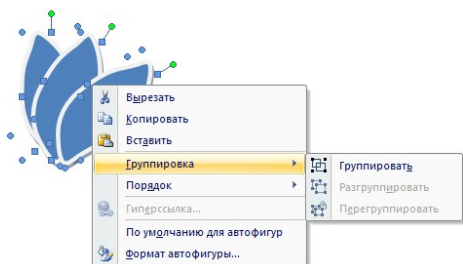 Вырезать
Копировать
Вставить
Группировка
Порядок
Гиперссылка...
По умолчанию для автофигур
Формат автофигуры...
Группировать
Разгруппировать
Перегруппировать